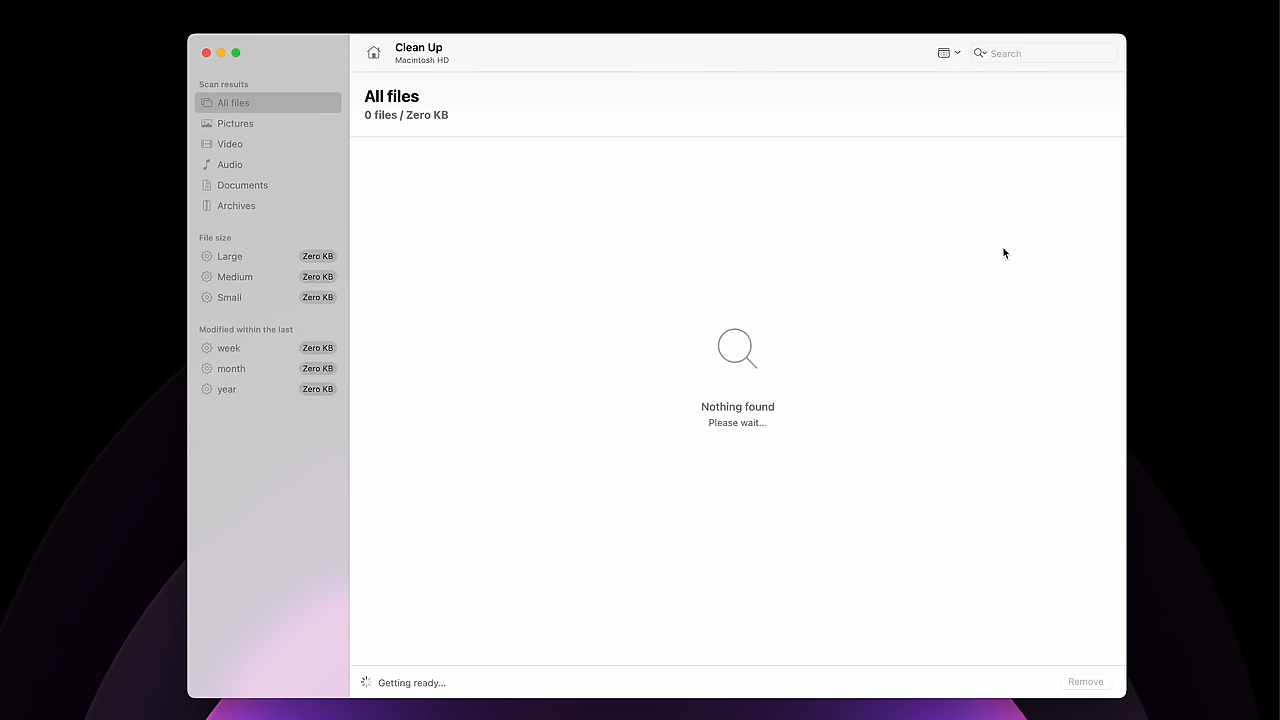 Clean Up
Macintosh HD
Search
Scan results
All files
Pictures
Video
Audio
Documents
Archives
File size
Large Zero KB
Medium Zero KB
Small Zero KB
Modified within the last
week Zero KB
month Zero KB
year Zero KB
All files
0 files / Zero KB
Nothing found
Please wait...
Getting ready...
Remove